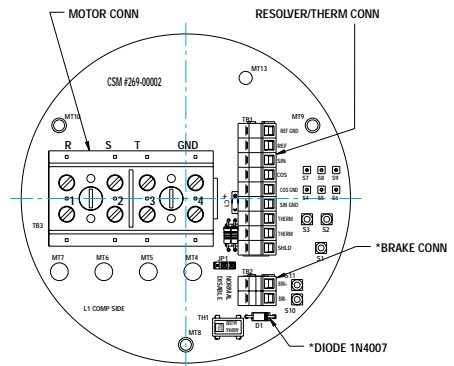 MOTOR CONN
RESOLVER/THERM CONN
CSM #269-00002
MT13
MT10
MT9
R S T GND
TB1
REF GND
REF
SIN
COS
COS GND
SIN GND
THERM
THERM
SHLD
S7 S8 S9
S4 S5 S6
S3 S2
S1
+ C1
1 2 3 4
TB3
MT7 MT6 MT5 MT4
JP1
NORMAL
DISABLE
TB2
BRK+
BRK-
S11
S10
*BRAKE CONN
L1 COMP SIDE
TH1
D1
MT8
*DIODE 1N4007